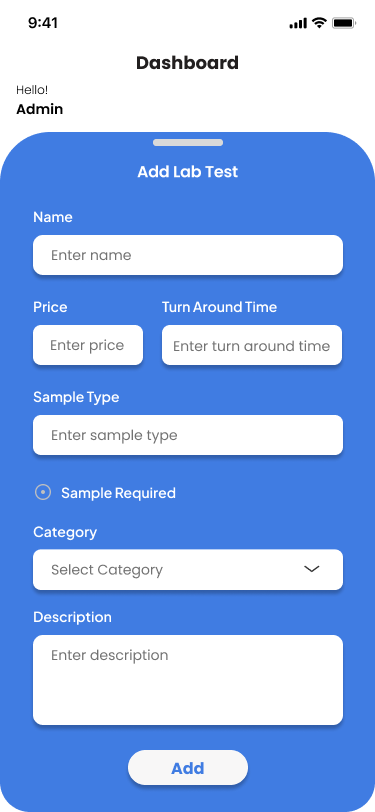 9:41
Dashboard
Hello!
Admin
Add Lab Test
Name
Enter name
Price
Turn Around Time
Enter price
Enter turn around time
Sample Type
Enter sample type
Sample Required
Category
Select Category
Description
Enter description
Add